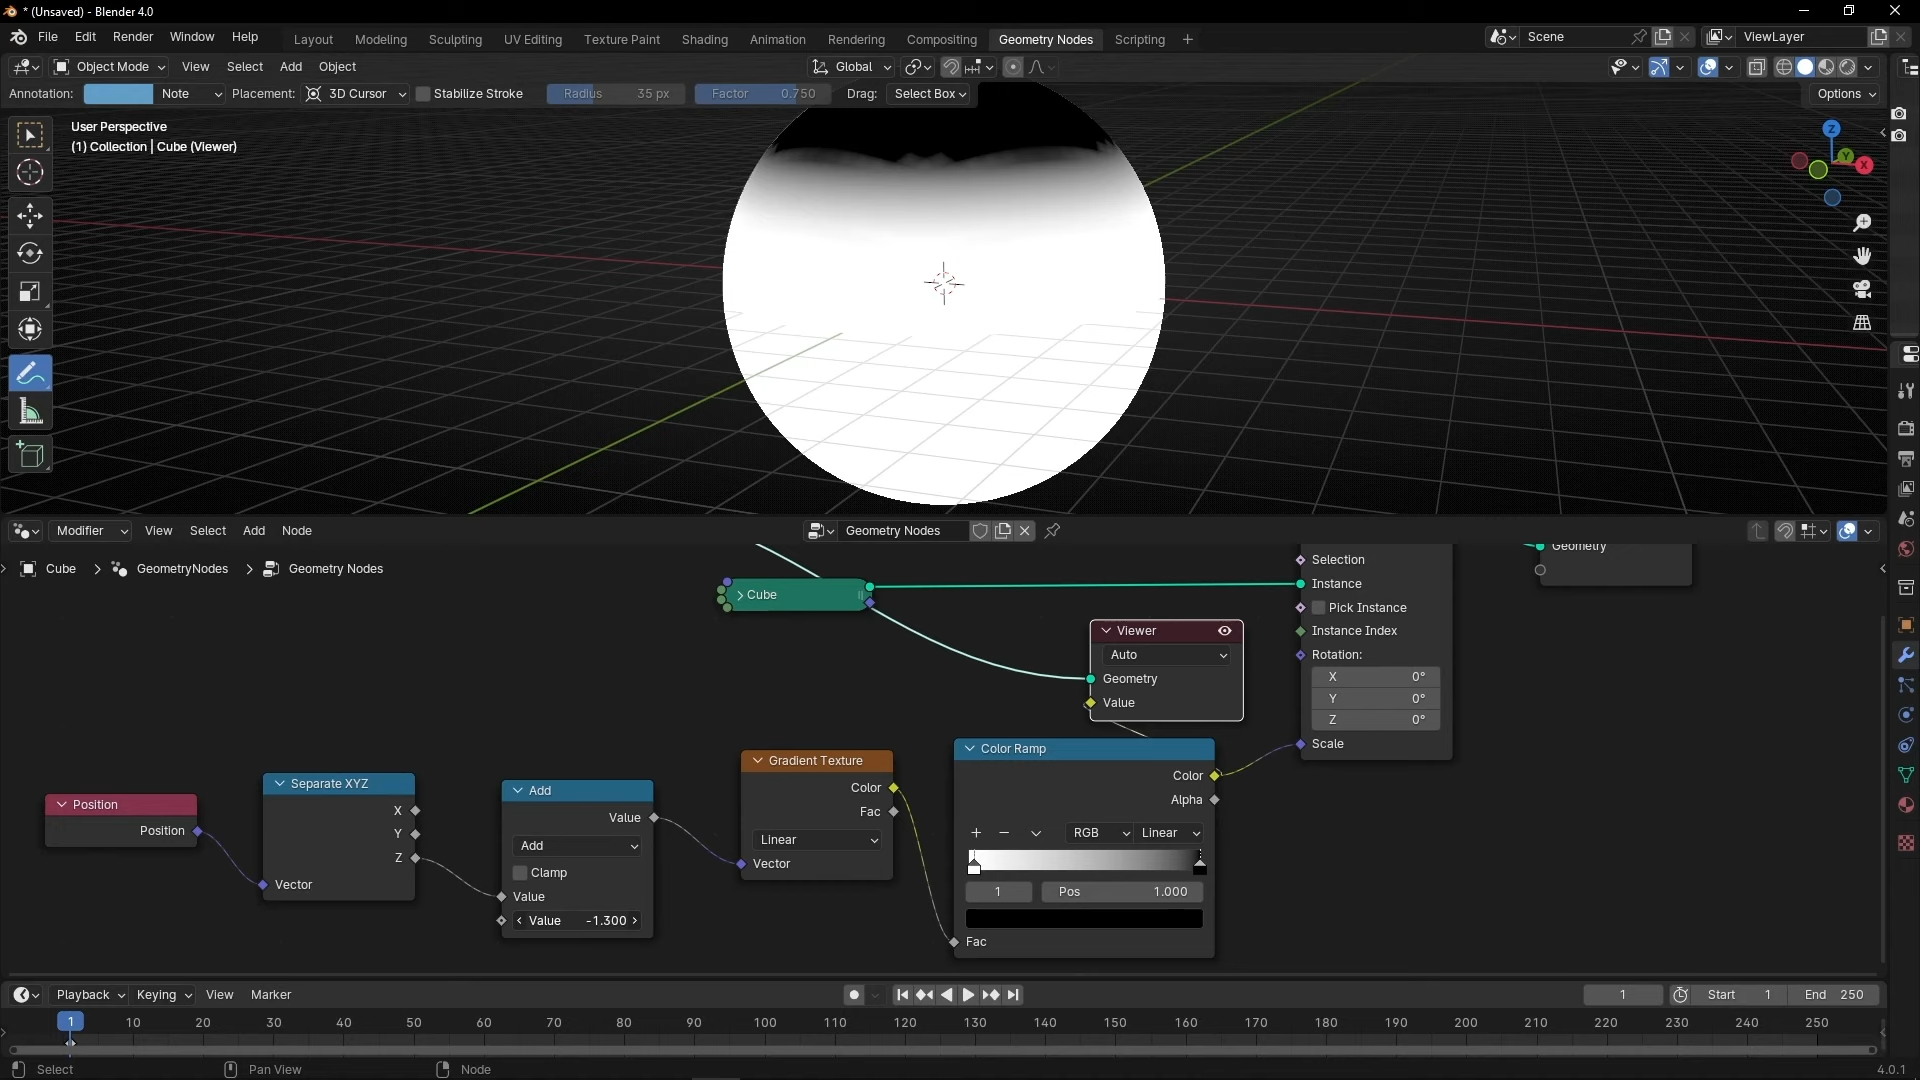 * (Unsaved) - Blender 4.0
File Edit Render Window Help
Layout Modeling Sculpting UV Editing Texture Paint Shading Animation Rendering Compositing Geometry Nodes Scripting +
Scene
ViewLayer
Object Mode View Select Add Object
Global
Annotation: Note Placement: 3D Cursor Stabilize Stroke Radius 35 px Factor 0.750 Drag: Select Box
Options
User Perspective
(1) Collection | Cube (Viewer)
Z
Y
X
Modifier View Select Add Node
Geometry Nodes
Cube > GeometryNodes > Geometry Nodes
Geometry
Selection
Instance
Pick Instance
Instance Index
Rotation:
X 0°
Y 0°
Z 0°
Scale
Cube
Viewer
Auto
Geometry
Value
Position
Position
Separate XYZ
X
Y
Z
Vector
Add
Value
Add
Clamp
Value
Value -1.300
Gradient Texture
Color
Fac
Linear
Vector
Color Ramp
Color
Alpha
RGB Linear
1 Pos 1.000
Fac
Playback Keying View Marker
1 Start 1 End 250
1 10 20 30 40 50 60 70 80 90 100 110 120 130 140 150 160 170 180 190 200 210 220 230 240 250
Select Pan View Node 4.0.1